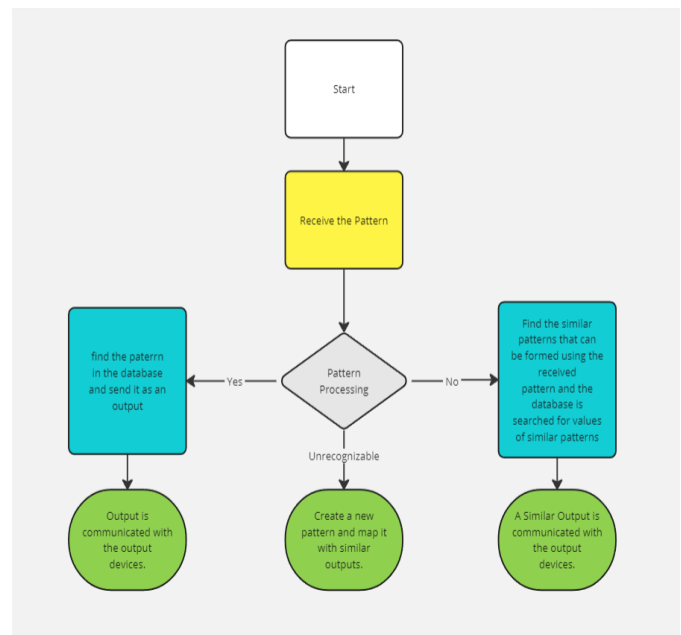 Start
Receive the Pattern
find the paterrn
in the database
and send it as an
output
Yes
Pattern
Processing
No
Find the similar
patterns that can
be formed using the
received
pattern and the
database is
searched for values
of similar patterns
Unrecognizable
Output is
communicated with
the output
devices.
Create a new
pattern and map it
with similar
outputs.
A Similar Output is
communicated with
the output
devices.